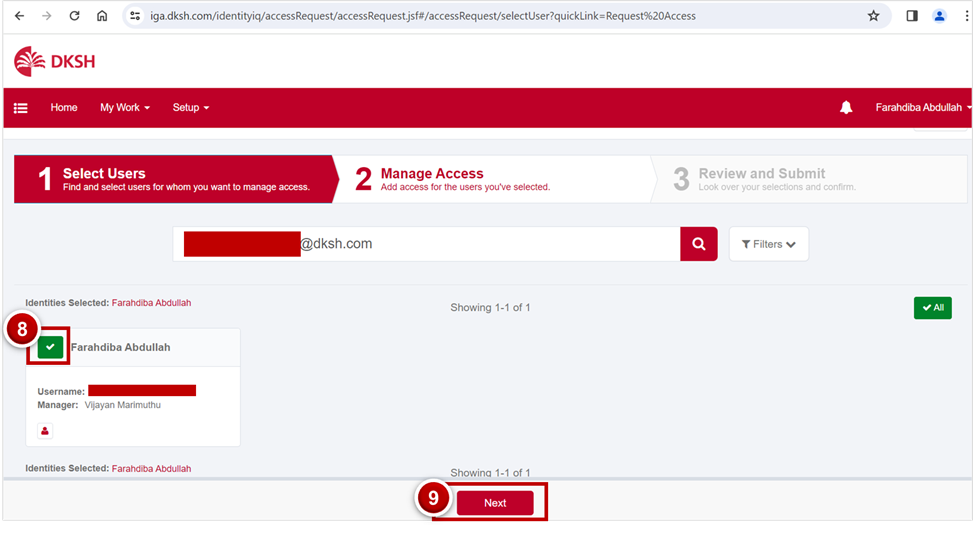 iga.dksh.com/identityiq/accessRequest/accessRequest.jsf#/accessRequest/selectUser?quickLink=Request%20Access
DKSH
Home My Work Setup Farahdiba Abdullah
1 Select Users
Find and select users for whom you want to manage access.
2 Manage Access
Add access for the users you've selected.
3 Review and Submit
Look over your selections and confirm.
@dksh.com
Filters
Identities Selected: Farahdiba Abdullah
Showing 1-1 of 1
All
8
Farahdiba Abdullah
Username:
Manager: Vijayan Marimuthu
Identities Selected: Farahdiba Abdullah
Showing 1-1 of 1
9
Next